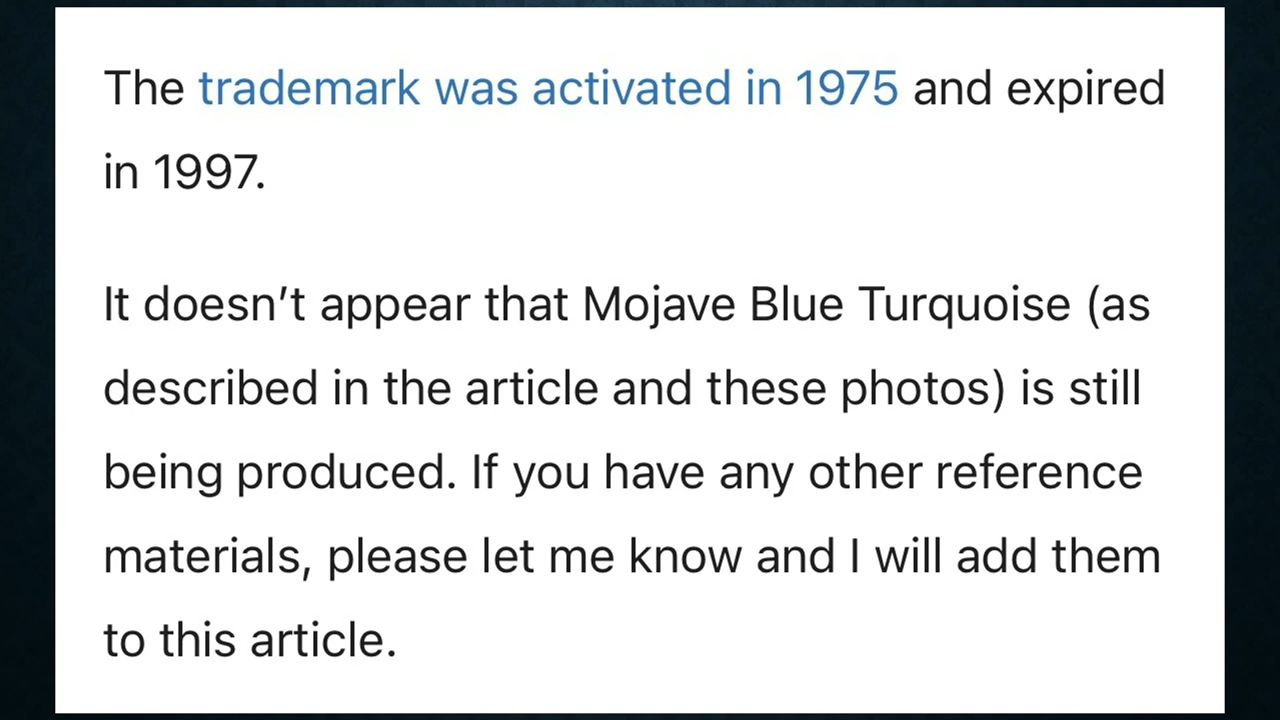 The trademark was activated in 1975 and expired
in 1997.
It doesn’t appear that Mojave Blue Turquoise (as
described in the article and these photos) is still
being produced. If you have any other reference
materials, please let me know and I will add them
to this article.